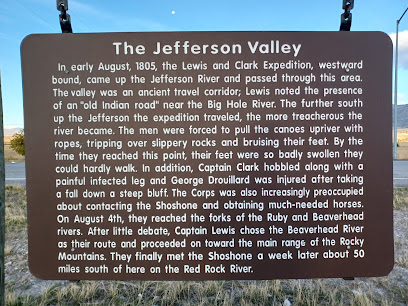 The Jefferson Valley
In early August, 1805, the Lewis and Clark Expedition, westward
bound, came up the Jefferson River and passed through this area.
The valley was an ancient travel corridor; Lewis noted the presence
of an "old Indian road" near the Big Hole River. The further south
up the Jefferson the expedition traveled, the more treacherous the
river became. The men were forced to pull the canoes upriver with
ropes, tripping over slippery rocks and bruising their feet. By the
time they reached this point, their feet were so badly swollen they
could hardly walk. In addition, Captain Clark hobbled along with a
painful infected leg and George Drouillard was injured after taking
a fall down a steep buff. The Corps was also increasingly preoccupied
about contacting the Shoshone and obtaining much-needed horses.
On August 4th, they reached the forks of the Ruby and Beaverhead
rivers. After little debate, Captain Lewis chose the Beaverhead River
as their route and proceeded on toward the main range of the Rocky
Mountains. They finally met the Shoshone a week later about 50
miles south of here on the Red Rock River.